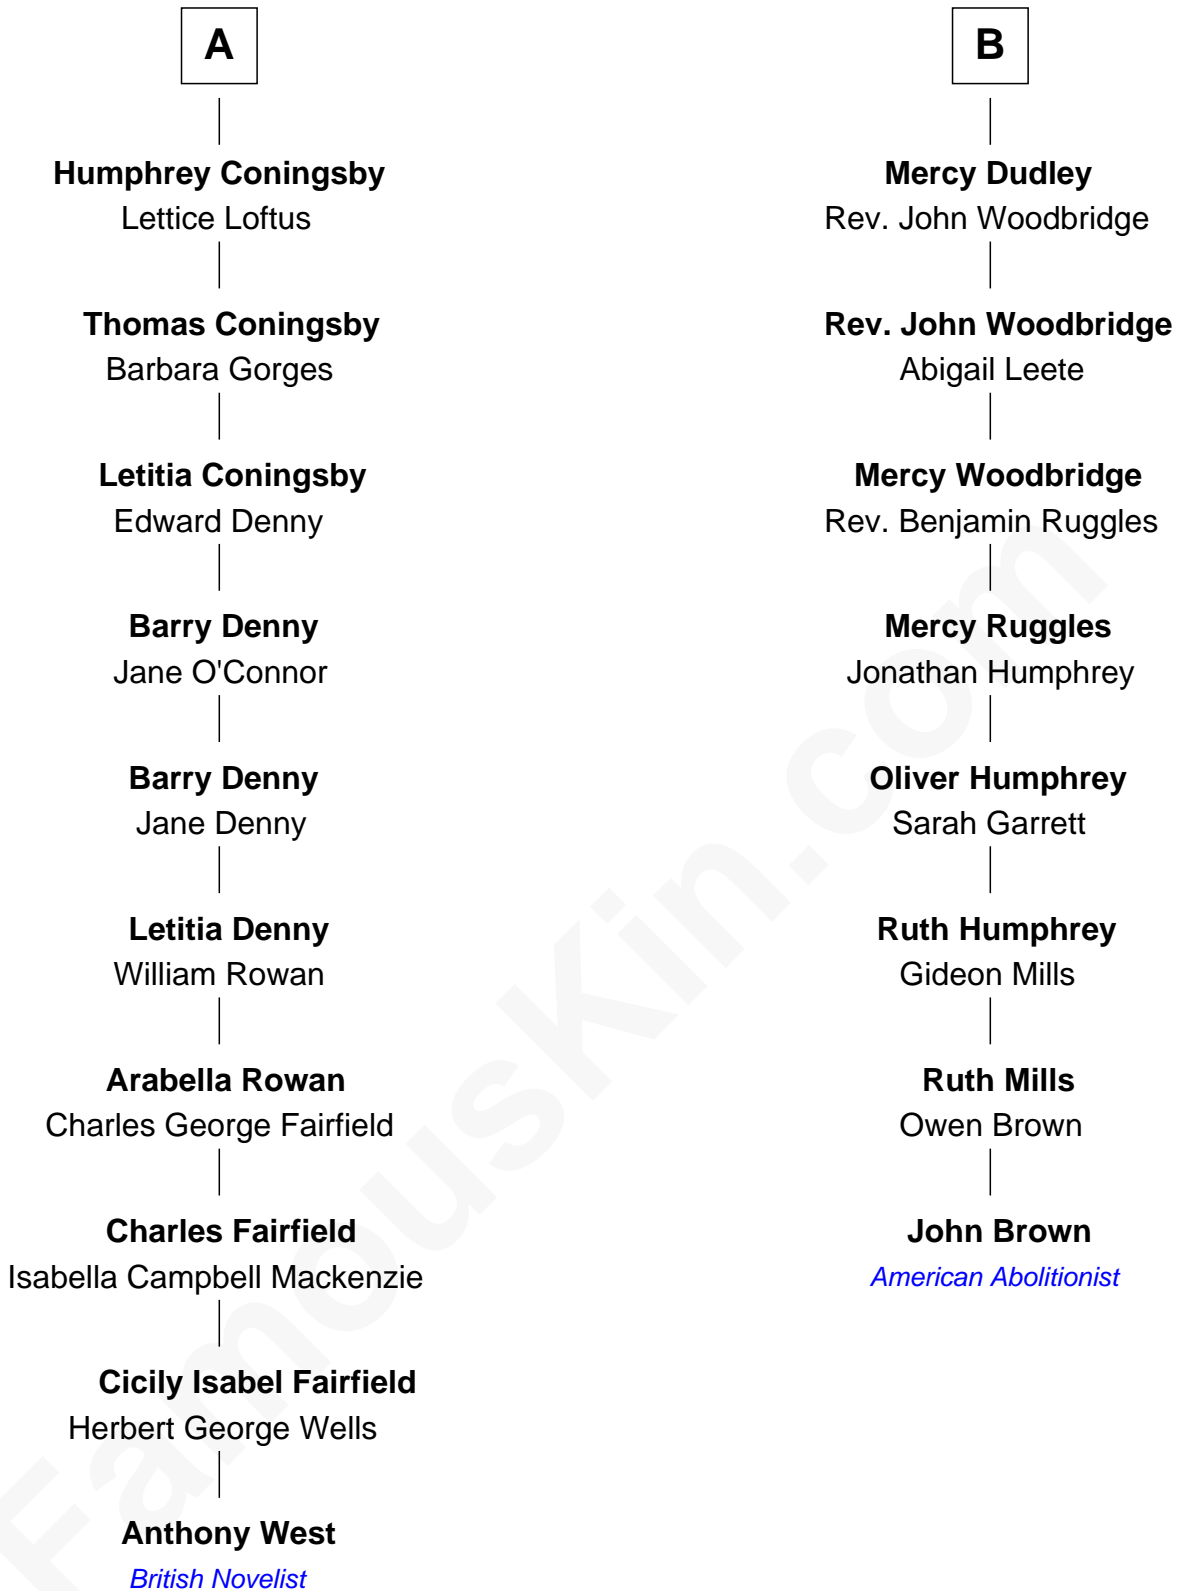 A
Humphrey Coningsby
Lettice Loftus
Thomas Coningsby
Barbara Gorges
Letitia Coningsby
Edward Denny
Barry Denny
Jane O'Connor
Barry Denny
Jane Denny
Letitia Denny
William Rowan
Arabella Rowan
Charles George Fairfield
Charles Fairfield
Isabella Campbell Mackenzie
Cicily Isabel Fairfield
Herbert George Wells
Anthony West
British Novelist
B
Mercy Dudley
Rev. John Woodbridge
Rev. John Woodbridge
Abigail Leete
Mercy Woodbridge
Rev. Benjamin Ruggles
Mercy Ruggles
Jonathan Humphrey
Oliver Humphrey
Sarah Garrett
Ruth Humphrey
Gideon Mills
Ruth Mills
Owen Brown
John Brown
American Abolitionist
FamousKin.com